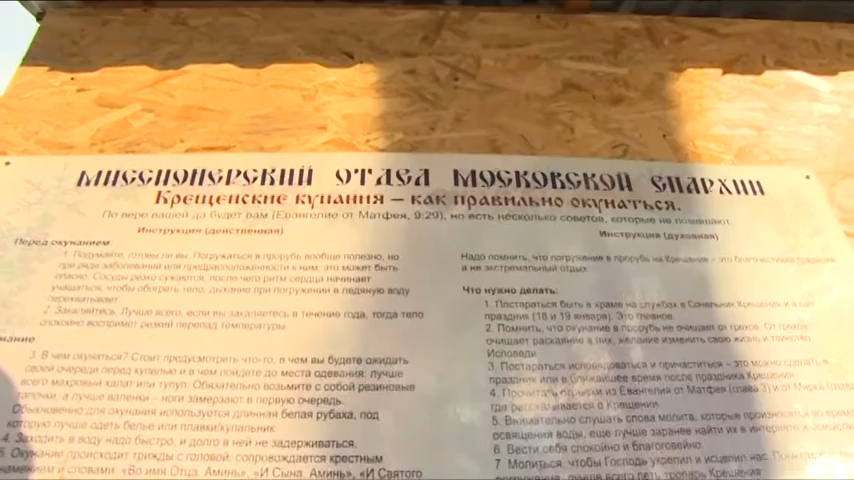 МИССИОНЕРСКИЙ ОТДЕЛ МОСКОВСКОЙ ЕПАРХИИ
Крещенские купания – как правильно окунаться.
По вере вашей да будет вам (Евангелие от Матфея, 9:29), но есть несколько советов, которые не помешают
Инструкция (действенная)
Перед окунанием:
1. Подумайте, готовы ли вы. Погружаться в прорубь вообще полезно, но
при ряде заболеваний или предрасположенности к ним, это может быть
опасно. Сосуды резко сужаются, после чего ритм сердца начинает
учащаться, чтобы обогреть тело, дыхание при погружении в ледяную воду
перехватывает.
2. Закаляйтесь. Лучше всего, если вы закаляетесь в течение года, тогда тело
спокойно воспримет резкий перепад температуры.
3. В чем окунаться? Стоит предусмотреть что-то, в чем вы будете ожидать
своей очереди перед купелью и в чем пойдете до места одевания. Лучше
всего махровый халат или тулуп. Обязательно возьмите с собой резиновые
тапочки, а лучше валенки – ноги замерзают в первую очередь.
Обыкновенно для окунания используется длинная белая рубаха, под
которую лучше одеть белье или плавки/купальник.
4. Заходить в воду надо быстро, и долго в ней не задерживаться.
5. Окунание происходит трижды с головой, сопровождается крестным
знамением и словами «Во имя Отца. Аминь», «И Сына. Аминь», «И Святого
Инструкция (духовная)
Надо помнить, что погружение в прорубь на Крещение – это благочестивая традиция
а не экстремальный отдых.
Что нужно делать:
1. Постараться быть в храме на службах в Сочельник Крещения и в сам
праздник (18 и 19 января). Это главное.
2. Помнить, что окунание в прорубь не очищает от грехов. От грехов
очищает раскаяние в них, желание изменить свою жизнь и таинство
Исповеди.
3. Постараться исповедоваться и причаститься – это можно сделать в
праздник или в ближайшее время после праздника Крещения.
4. Прочитать отрывки из Евангелия от Матфея (глава 3) и от Марка (глава
где рассказывается о Крещении.
5. Внимательно слушать слова молитв, которые произносятся во время
освящения воды, еще лучше заранее найти их в интернете и осмыслить
6. Вести себя спокойно и благоговейно.
7. Молиться, чтобы Господь укрепил и исцелил нас.